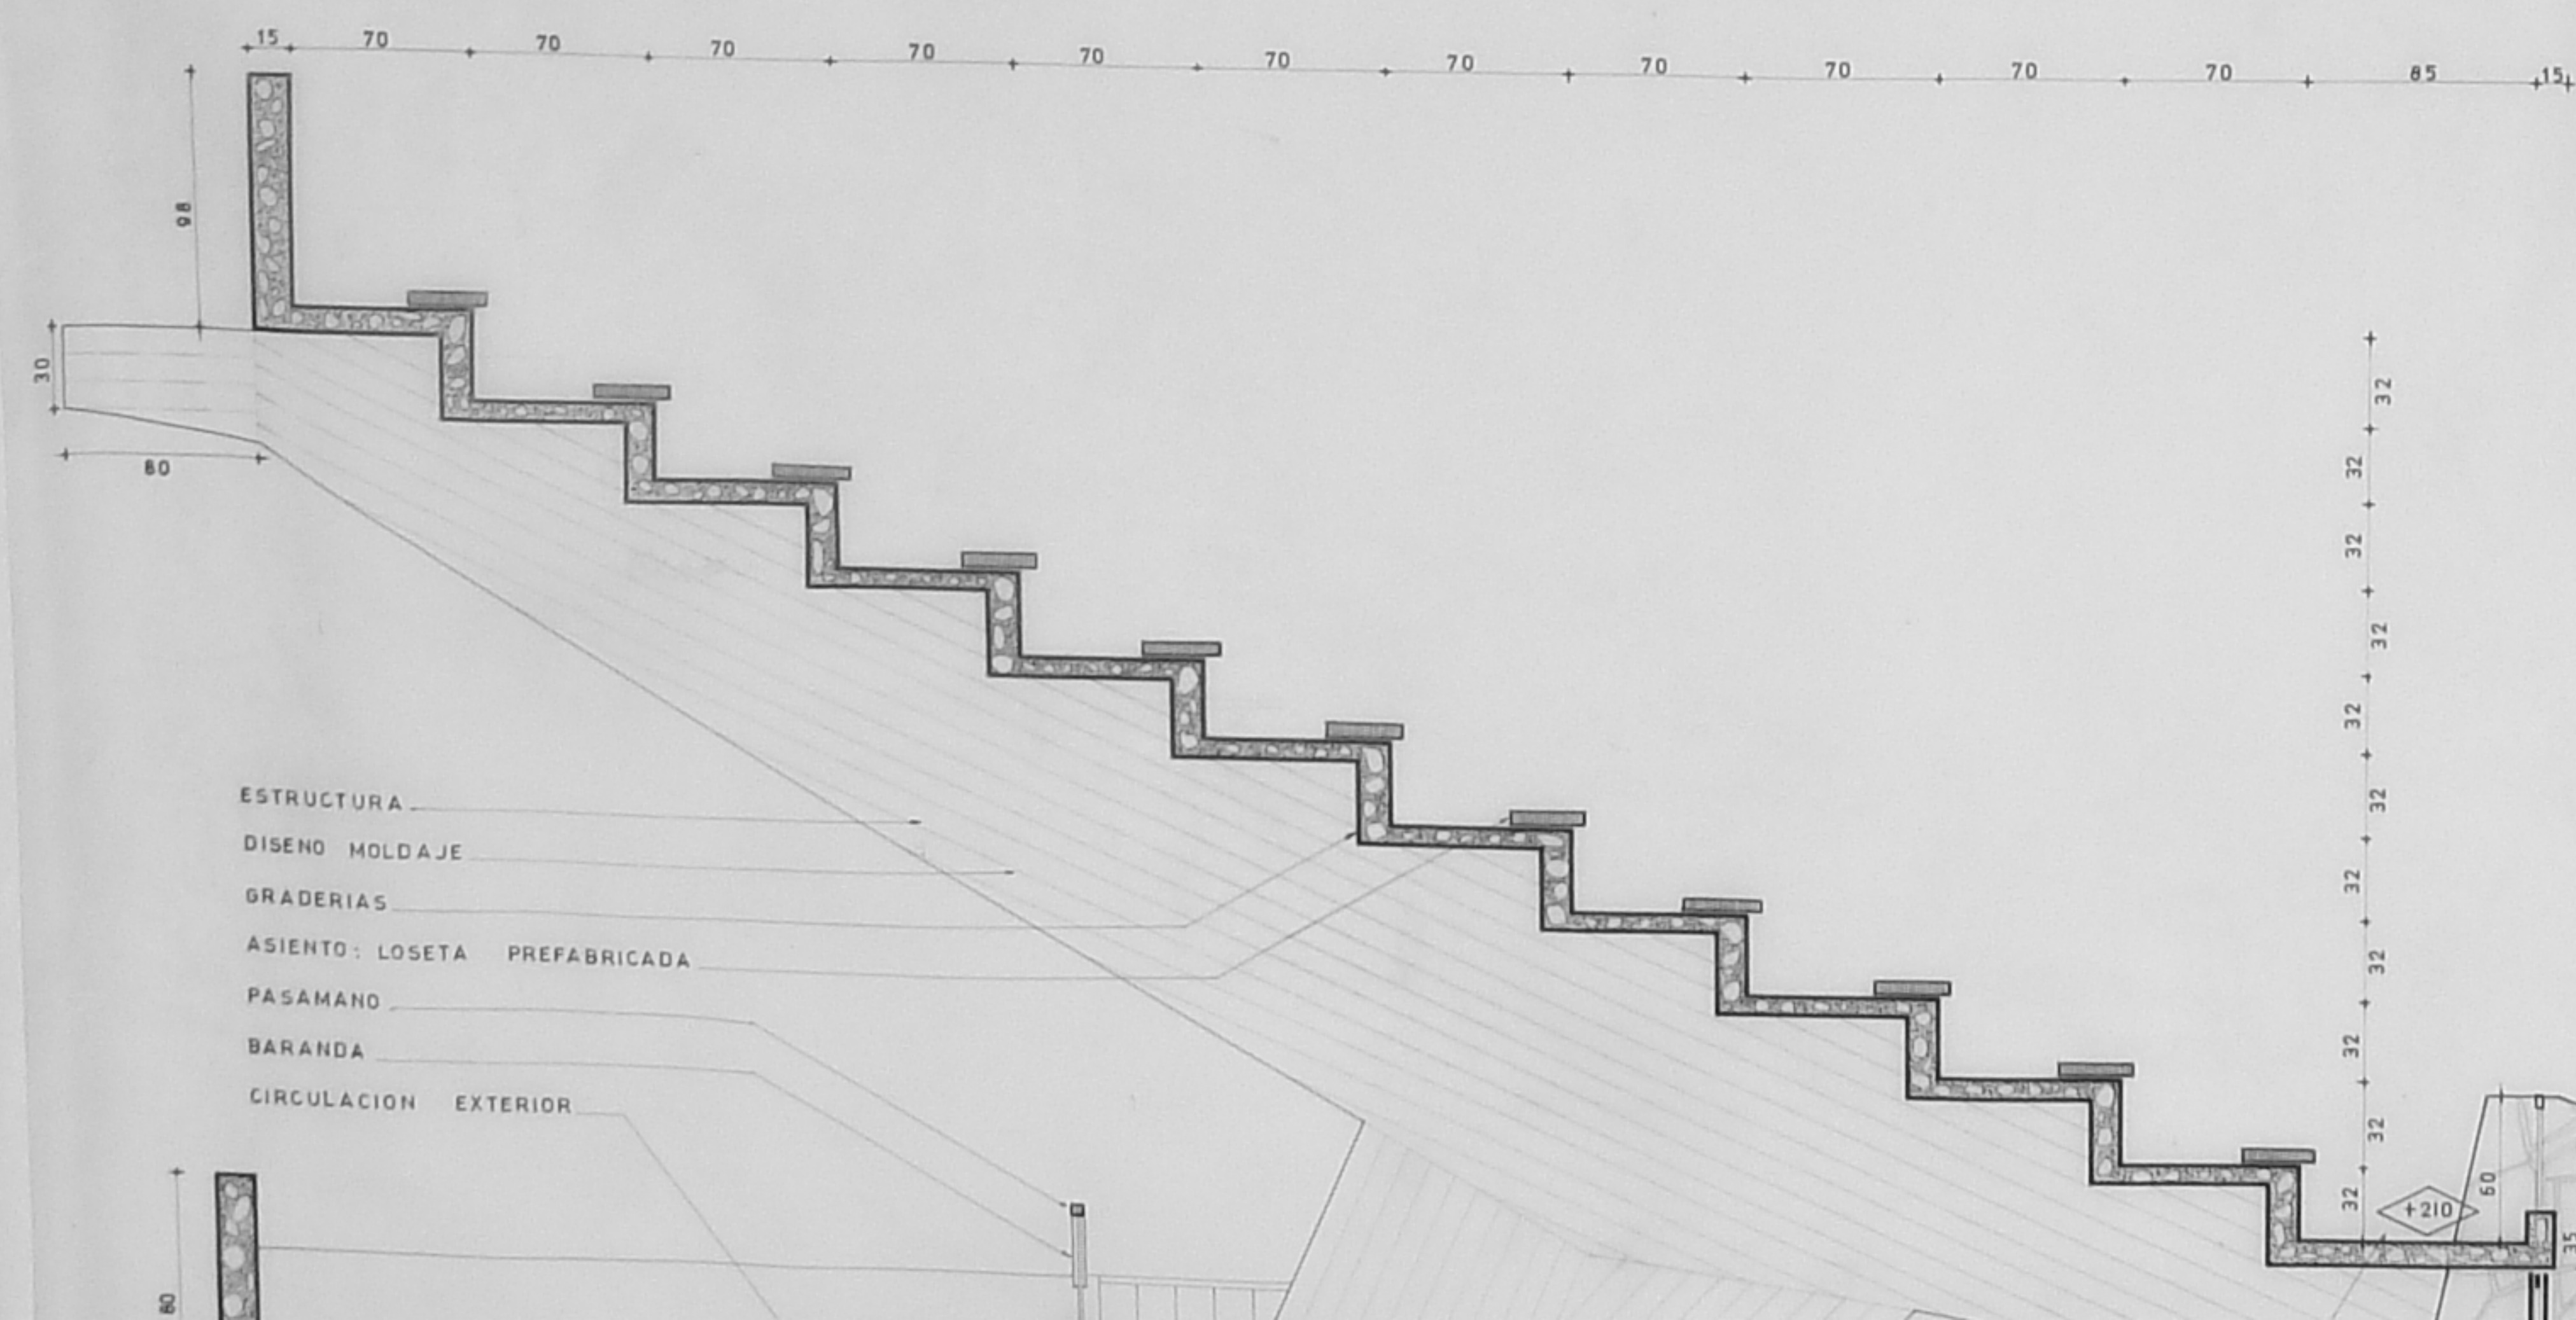 15 70 70 70 70 70 70 70 70 70 70 70 85 15
98
30
80
32
32
32
32
32
32
32
32
32
32
32
ESTRUCTURA
DISENO MOLDAJE
GRADERIAS
ASIENTO: LOSETA PREFABRICADA
PASAMANO
BARANDA
CIRCULACION EXTERIOR
60
+210
35
80